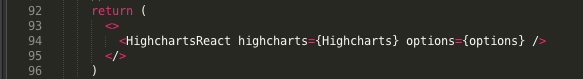 92 return (
93 <>
94 <HighchartsReact highcharts={Highcharts} options={options} />
95 </>
96 )